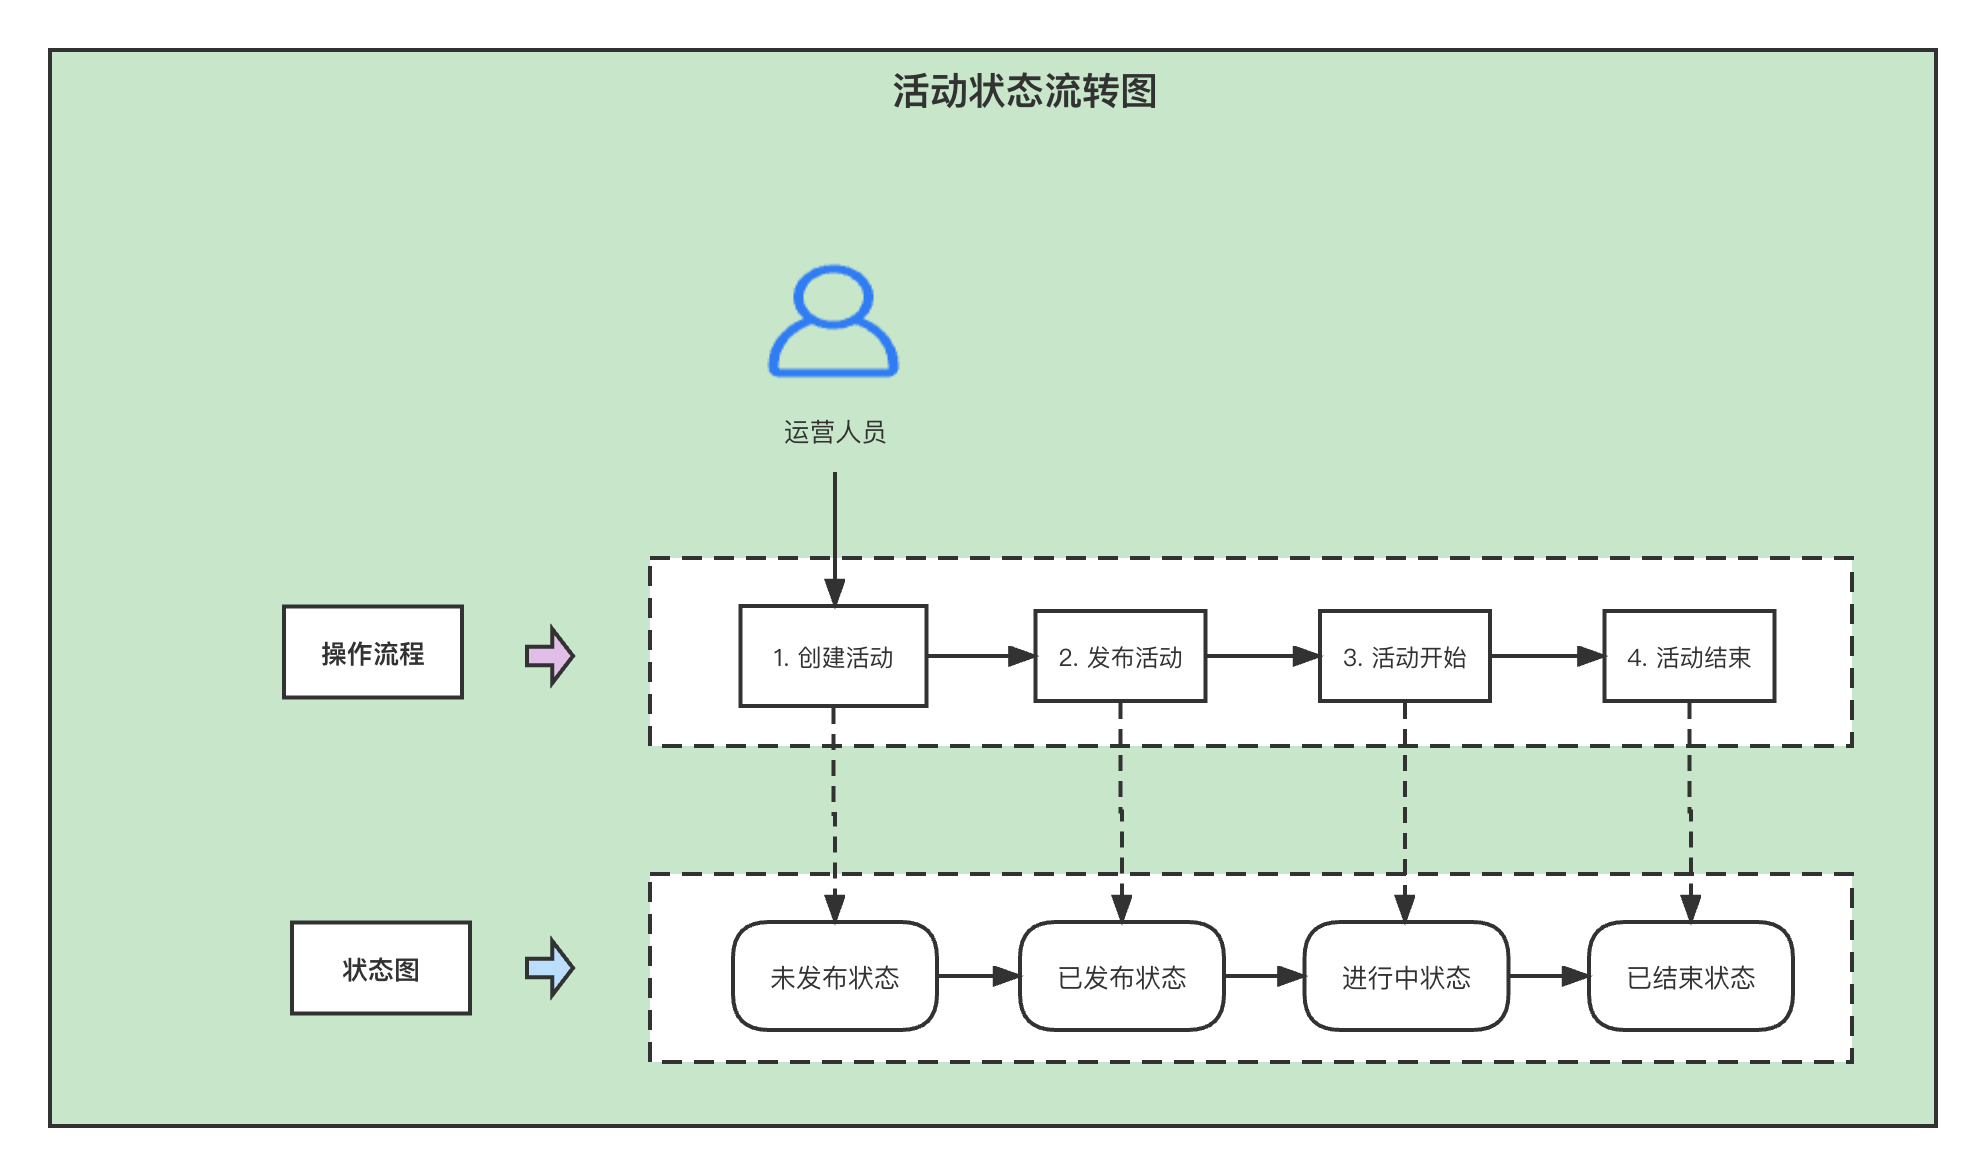 活动状态流转图
运营人员
操作流程
1. 创建活动
2. 发布活动
3. 活动开始
4. 活动结束
状态图
未发布状态
已发布状态
进行中状态
已结束状态